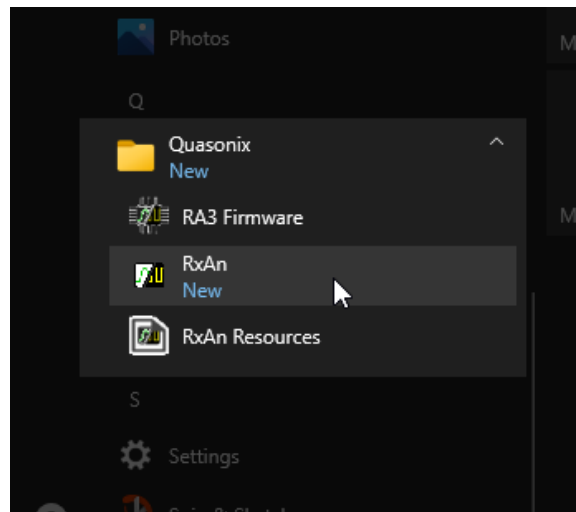 Photos
M
Q
Quasonix
New
RA3 Firmware
M
RxAn
New
RxAn Resources
S
Settings